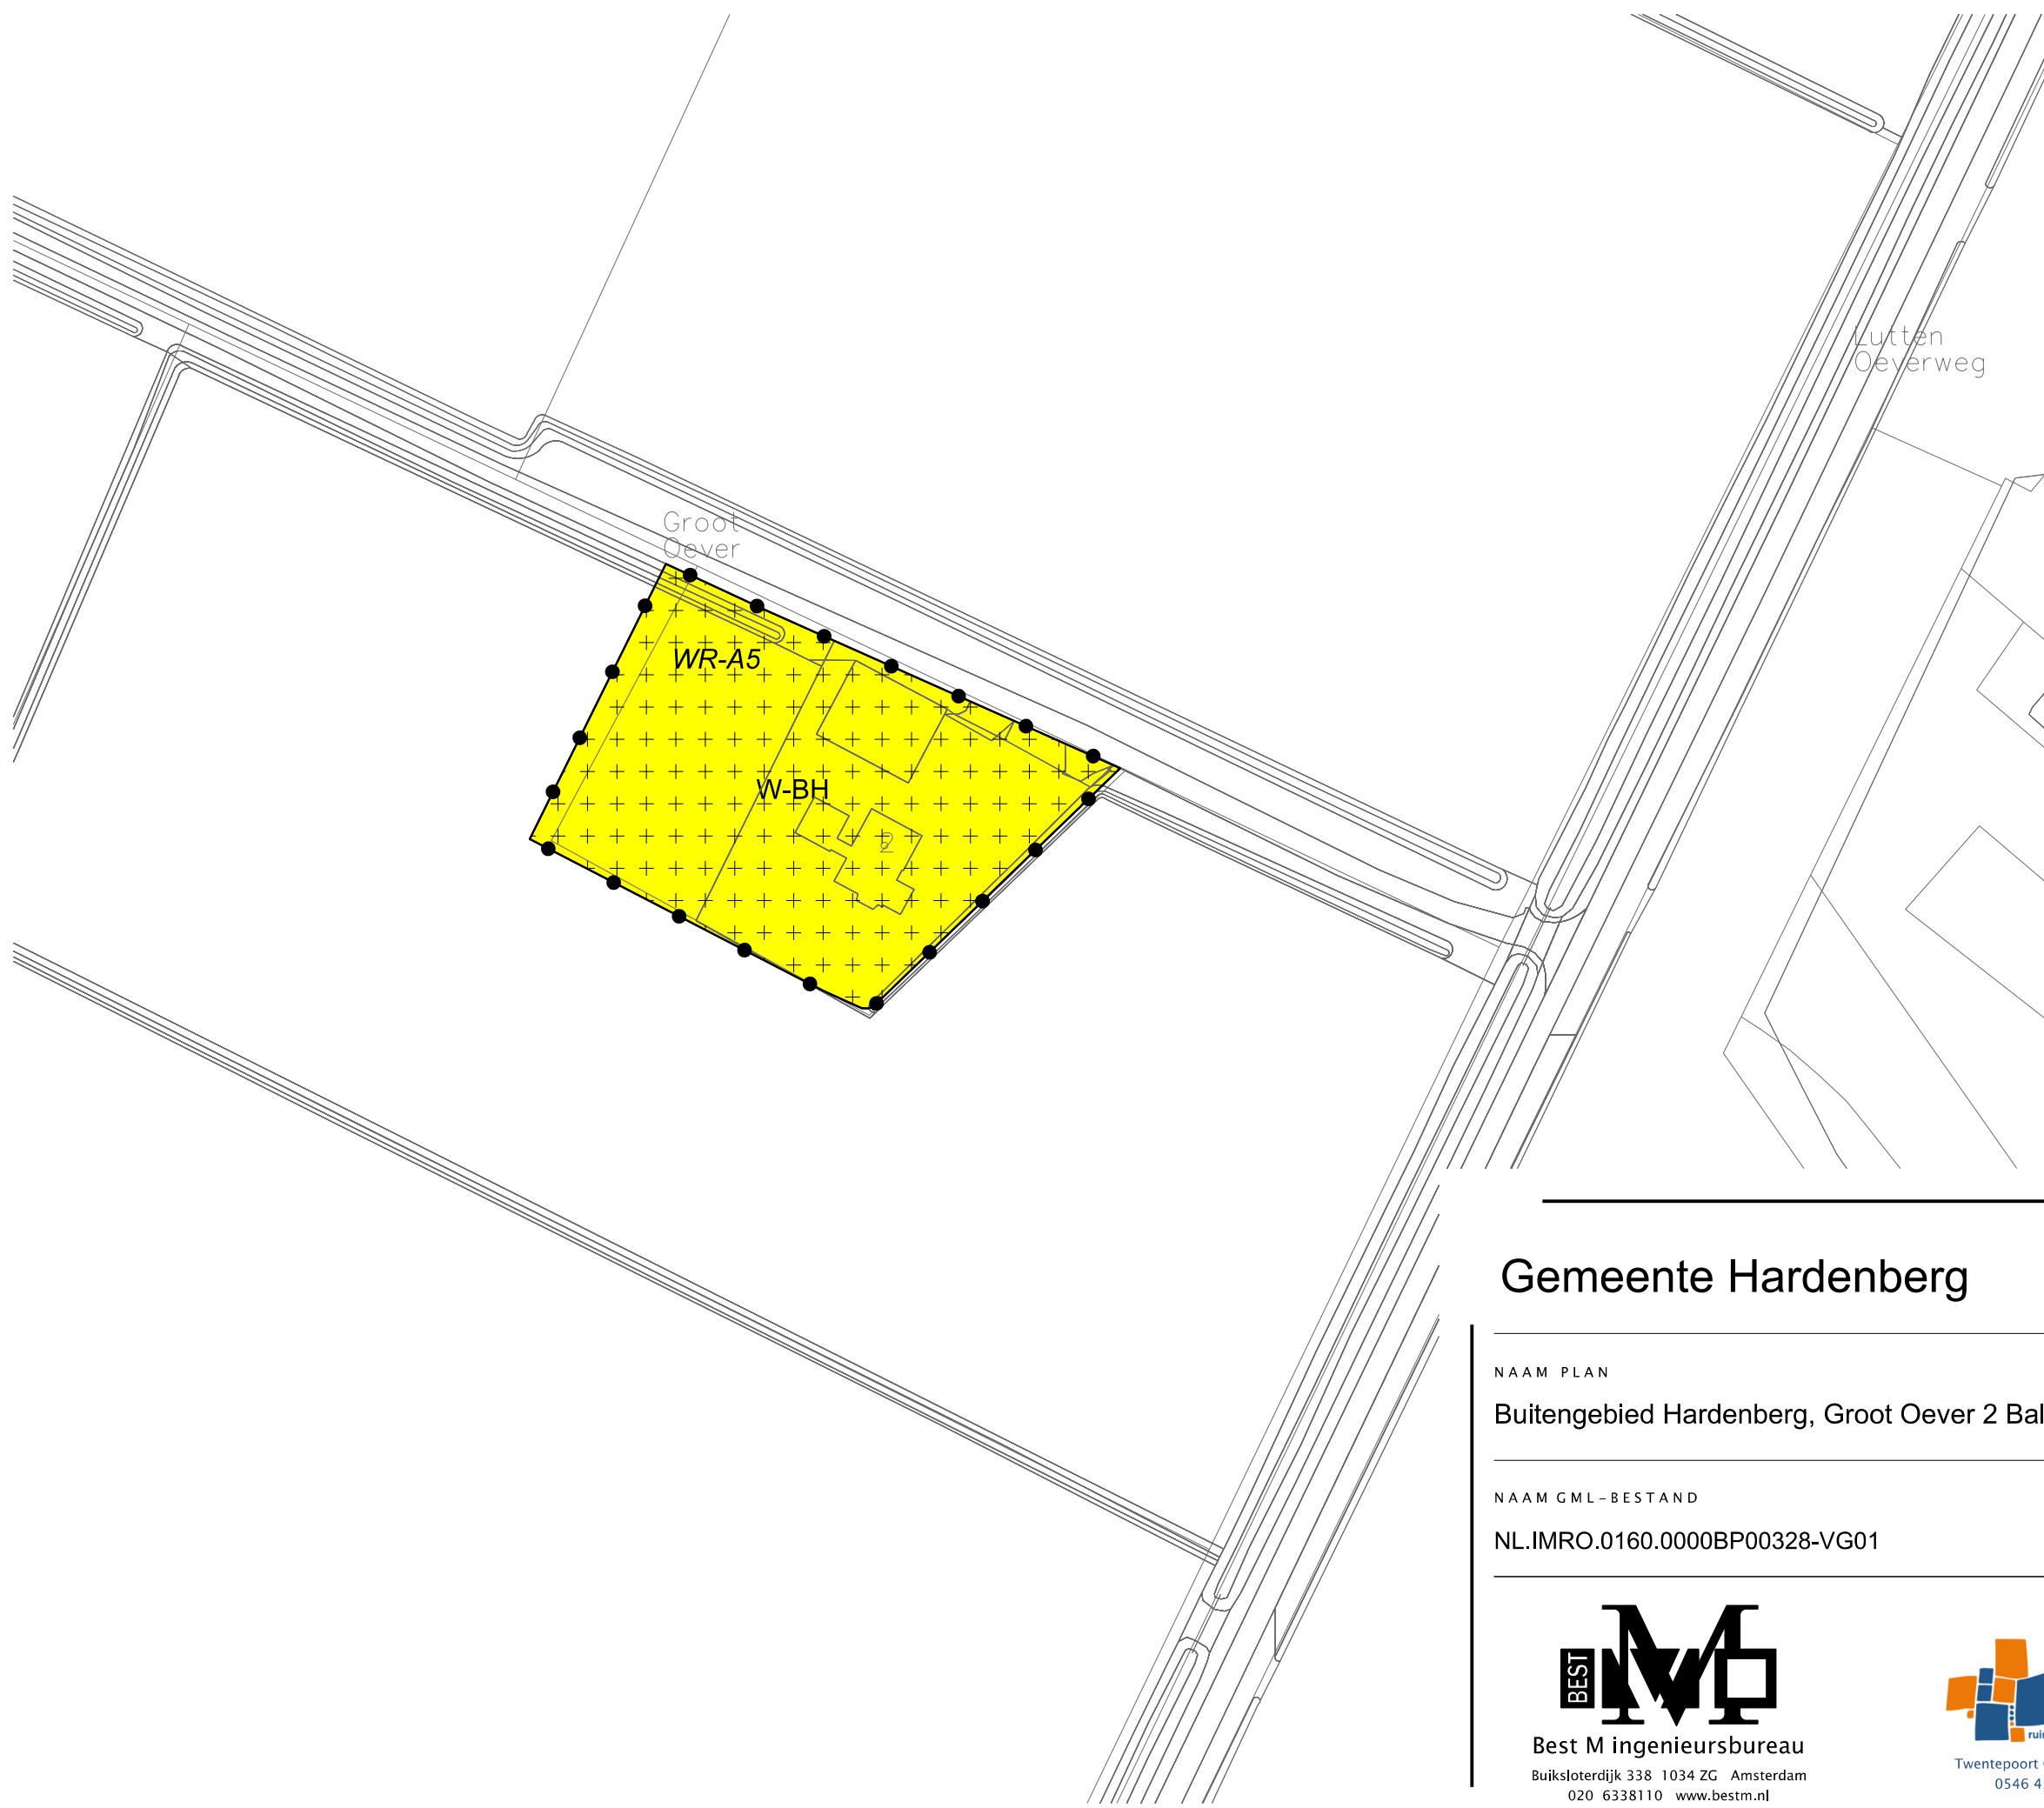 Lutten
Oeverweg
Groot
Oever
WR-A5
W-BH
2
Gemeente Hardenberg
NAAM PLAN
Buitengebied Hardenberg, Groot Oever 2
NAAM GML-BESTAND
NL.IMRO.0160.0000BP00328-VG01
BEST
Best M ingenieursbureau
Buiksloterdijk 338 1034 ZG Amsterdam
020 6338110 www.bestm.nl
Twentepoort
0546